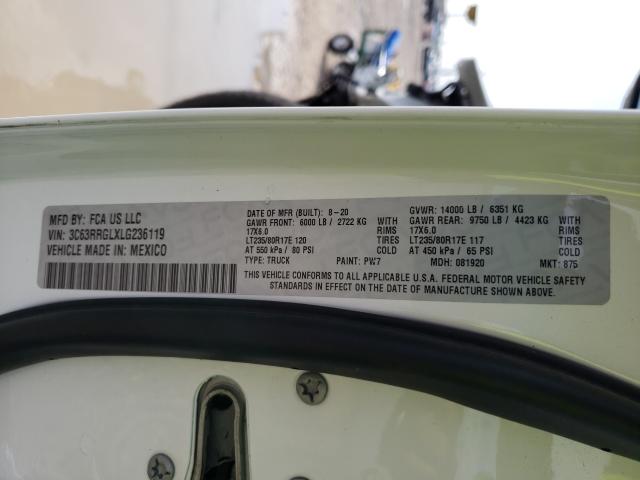 MFD BY: FCA US LLC
VIN: 3C63RRGLXLG236119
VEHICLE MADE IN: MEXICO
DATE OF MFR (BUILT): 8-20
GAWR FRONT: 6000 LB / 2722 KG
17X6.0 RIMS
LT235/80R17E 120 WITH
AT 550 kPa / 80 PSI COLD
TYPE: TRUCK PAINT: PW7
GVWR: 14000 LB / 6351 KG
GAWR REAR: 9750 LB / 4423 KG
17X6.0 WITH RIMS
LT235/80R17E 117 AT
AT 450 kPa / 65 PSI COLD
MDH: 081920 MKT: 875
THIS VEHICLE CONFORMS TO ALL APPLICABLE U.S.A. FEDERAL MOTOR VEHICLE SAFETY
STANDARDS IN EFFECT ON THE DATE OF MANUFACTURE SHOWN ABOVE.